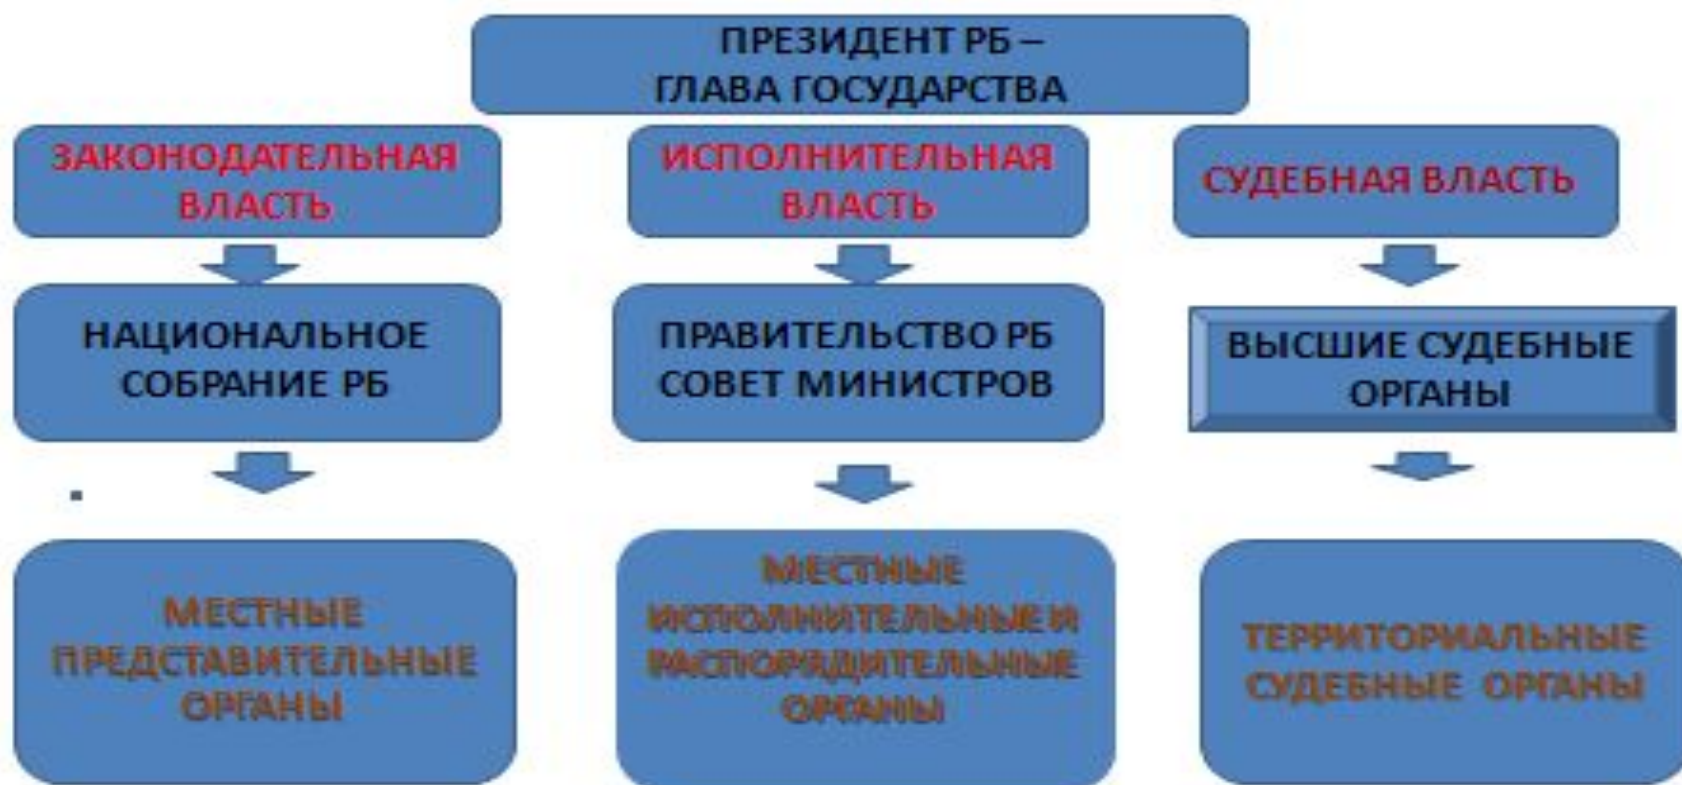 ПРЕЗИДЕНТ РБ –
ГЛАВА ГОСУДАРСТВА
ЗАКОНОДАТЕЛЬНАЯ
ВЛАСТЬ
ИСПОЛНИТЕЛЬНАЯ
ВЛАСТЬ
СУДЕБНАЯ ВЛАСТЬ
НАЦИОНАЛЬНОЕ
СОБРАНИЕ РБ
ПРАВИТЕЛЬСТВО РБ
СОВЕТ МИНИСТРОВ
ВЫСШИЕ СУДЕБНЫЕ
ОРГАНЫ
МЕСТНЫЕ
ПРЕДСТАВИТЕЛЬНЫЕ
ОРГАНЫ
МЕСТНЫЕ
ИСПОЛНИТЕЛЬНЫЕ И
РАСПОРЯДИТЕЛЬНЫЕ
ОРГАНЫ
ТЕРРИТОРИАЛЬНЫЕ
СУДЕБНЫЕ ОРГАНЫ